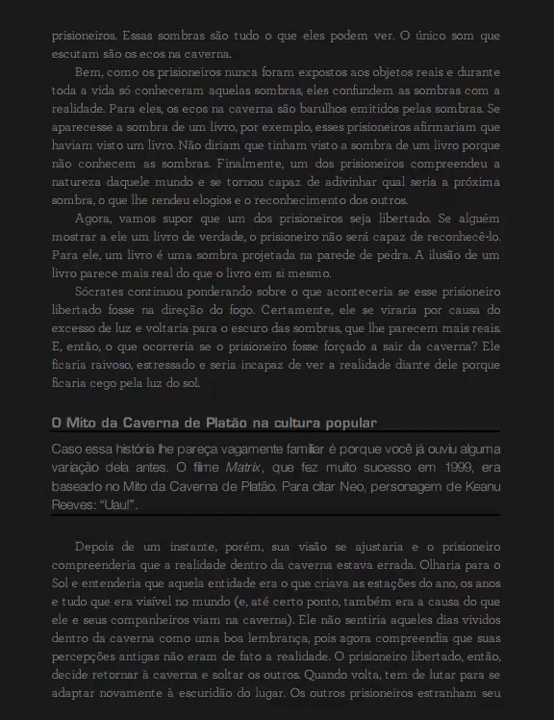 prisioneiros. Essas sombras são tudo o que eles podem ver. O único som que
escutam são os ecos na caverna.
Bem, como os prisioneiros nunca foram expostos aos objetos reais e durante
toda a vida só conheceram aquelas sombras, eles confundem as sombras com a
realidade. Para eles, os ecos na caverna são barulhos emitidos pelas sombras. Se
aparecesse a sombra de um livro, por exemplo, esses prisioneiros afirmariam que
haviam visto um livro. Não diriam que tinham visto a sombra de um livro porque
não conhecem as sombras. Finalmente, um dos prisioneiros compreendeu a
natureza daquele mundo e se tornou capaz de adivinhar qual seria a próxima
sombra, o que lhe rendeu elogios e o reconhecimento dos outros.
Agora, vamos supor que um dos prisioneiros seja libertado. Se alguém
mostrar a ele um livro de verdade, o prisioneiro não será capaz de reconhecê-lo.
Para ele, um livro é uma sombra projetada na parede de pedra. A ilusão de um
livro parece mais real do que o livro em si mesmo.
Sócrates continuou ponderando sobre o que aconteceria se esse prisioneiro
libertado fosse na direção do fogo. Certamente, ele se viraria por causa do
excesso de luz e voltaria para o escuro das sombras, que lhe parecem mais reais.
E, então, o que ocorreria se o prisioneiro fosse forçado a sair da caverna? Ele
ficaria raivoso, estressado e seria incapaz de ver a realidade diante dele porque
ficaria cego pela luz do sol.
O Mito da Caverna de Platão na cultura popular
Caso essa história lhe pareça vagamente familiar é porque você já ouviu alguma
variação dela antes. O filme Matrix, que fez muito sucesso em 1999, era
baseado no Mito da Caverna de Platão. Para citar Neo, personagem de Keanu
Reeves: “Uau!”.
Depois de um instante, porém, sua visão se ajustaria e o prisioneiro
compreenderia que a realidade dentro da caverna estava errada. Olharia para o
Sol e entenderia que aquela entidade era o que criava as estações do ano, os anos
e tudo que era visível no mundo (e, até certo ponto, também era a causa do que
ele e seus companheiros viam na caverna). Ele não sentiria aqueles dias vividos
dentro da caverna como uma boa lembrança, pois agora compreendia que suas
percepções antigas não eram de fato a realidade. O prisioneiro libertado, então,
decide retornar à caverna e soltar os outros. Quando volta, tem de lutar para se
adaptar novamente à escuridão do lugar. Os outros prisioneiros estranham seu